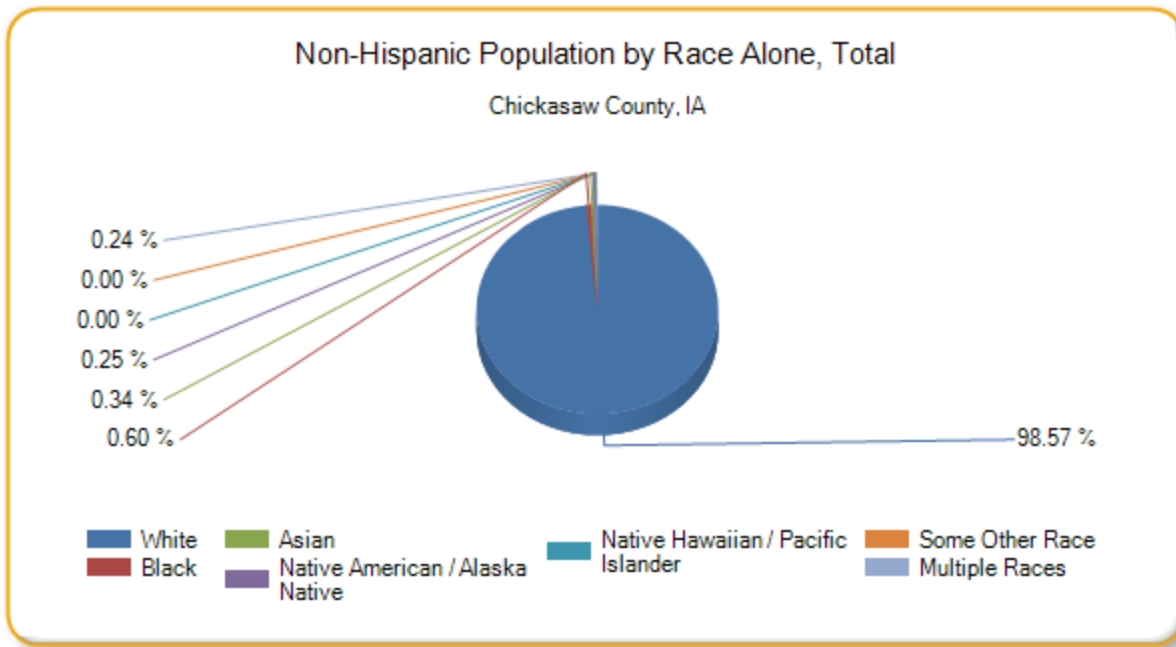 Non-Hispanic Population by Race Alone, Total
Chickasaw County, IA
0.24 %
0.00 %
0.00 %
0.25 %
0.34 %
0.60 %
98.57 %
White
Black
Asian
Native American / Alaska
Native
Native Hawaiian / Pacific
Islander
Some Other Race
Multiple Races